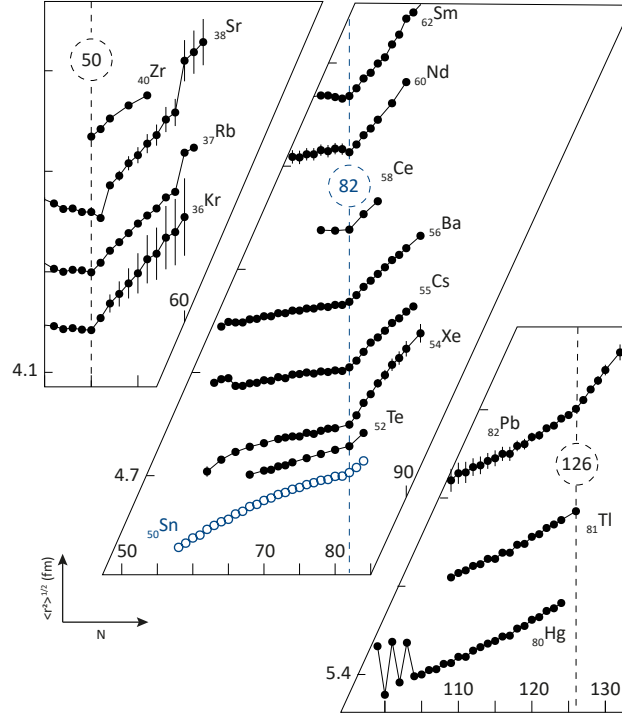 ₃₈Sr
50
₄₀Zr
₃₇Rb
₃₆Kr
60
4.1
₆₂Sm
₆₀Nd
82
₅₈Ce
₅₆Ba
₅₅Cs
₅₄Xe
₅₂Te
4.7
90
₅₀Sn
50
70
80
₈₂Pb
126
₈₁Tl
₈₀Hg
5.4
110
120
130
<r²>¹/² (fm)
N